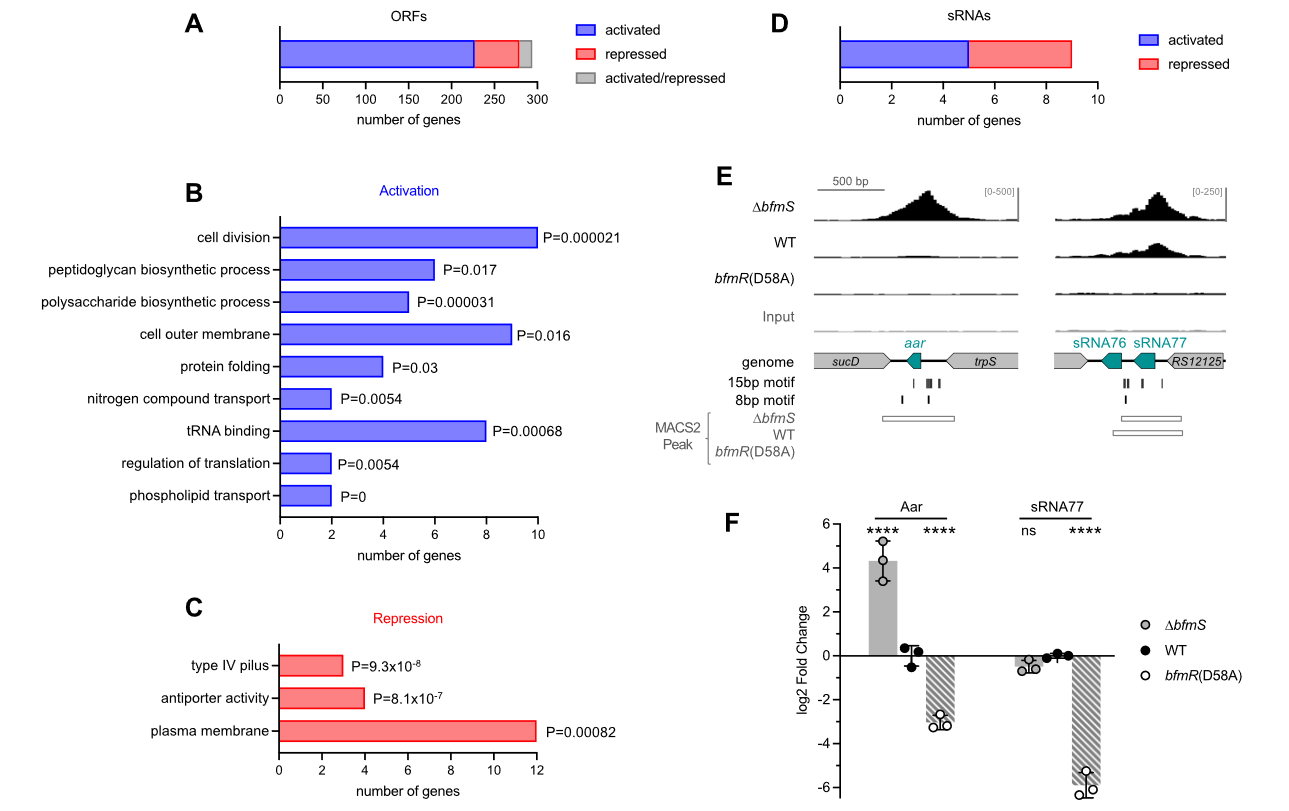 A
ORFs
activated
repressed
activated/repressed
0 50 100 150 200 250 300
number of genes
D
sRNAs
activated
repressed
0 2 4 6 8 10
number of genes
B
Activation
cell division P=0.000021
peptidoglycan biosynthetic process P=0.017
polysaccharide biosynthetic process P=0.000031
cell outer membrane P=0.016
protein folding P=0.03
nitrogen compound transport P=0.0054
tRNA binding P=0.00068
regulation of translation P=0.0054
phospholipid transport P=0
0 2 4 6 8 10
number of genes
C
Repression
type IV pilus P=9.3x10⁻⁸
antiporter activity P=8.1x10⁻⁷
plasma membrane P=0.00082
0 2 4 6 8 10 12
number of genes
E
500 bp
[0-500] [0-250]
ΔbfmS
WT
bfmR(D58A)
Input
aar sRNA76 sRNA77
genome sucD trpS RS12125
15bp motif
8bp motif
MACS2 Peak
ΔbfmS
WT
bfmR(D58A)
F
Aar sRNA77
**** **** ns ****
6
4
2
0
-2
-4
-6
log2 Fold Change
ΔbfmS
WT
bfmR(D58A)